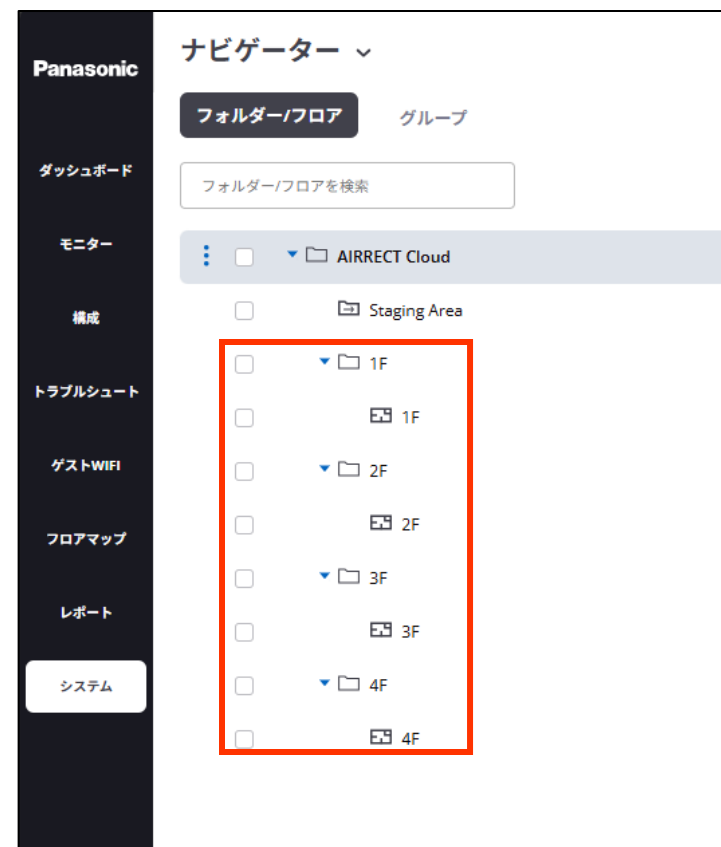 Panasonic
ダッシュボード
モニター
構成
トラブルシュート
ゲストWIFI
フロアマップ
レポート
システム
ナビゲーター
フォルダー/フロア グループ
フォルダー/フロアを検索
AIRRECT Cloud
Staging Area
1F
1F
2F
2F
3F
3F
4F
4F